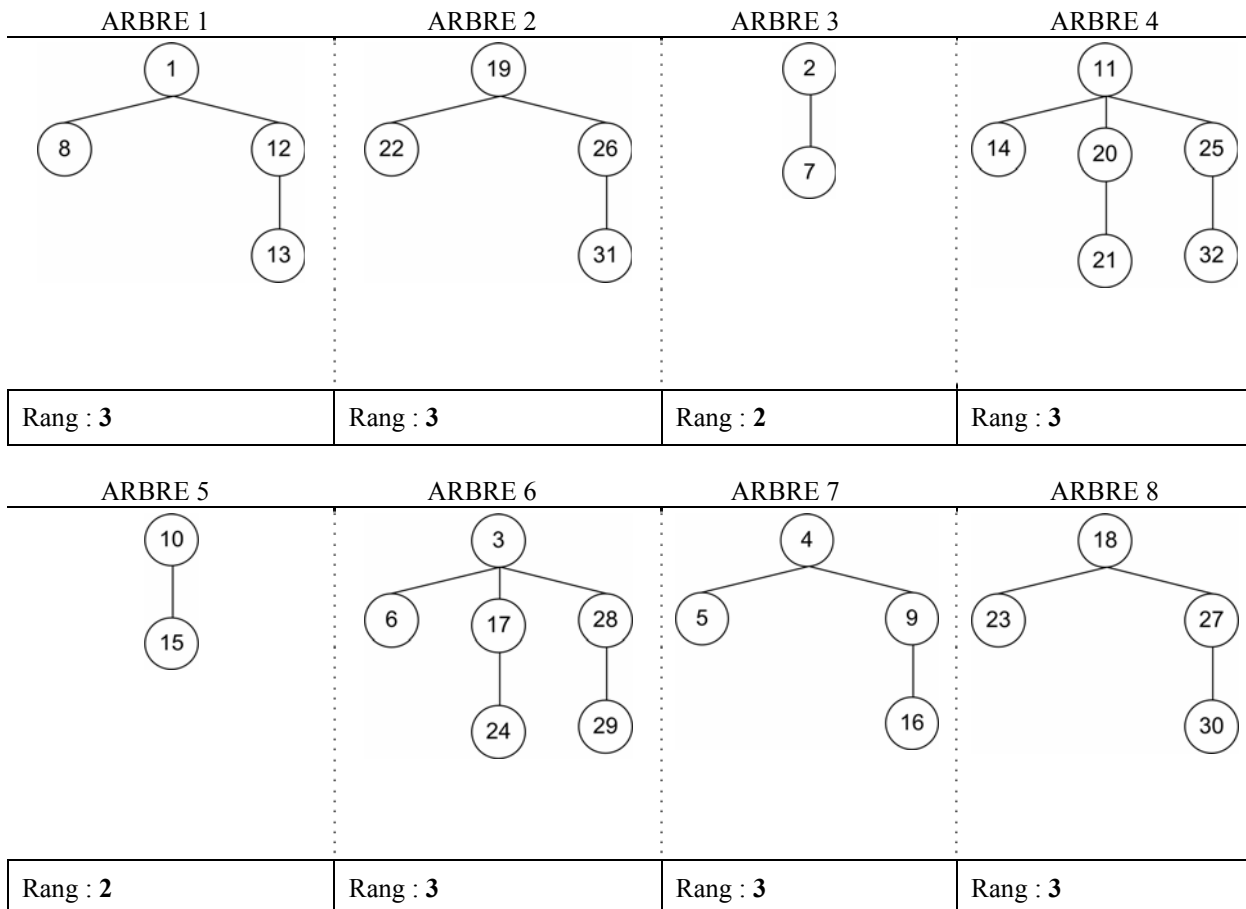 ARBRE 1 ARBRE 2 ARBRE 3 ARBRE 4
1 19 2 11
8 12 22 26 7 14 20 25
13 31 21 32
Rang : 3 Rang : 3 Rang : 2 Rang : 3
ARBRE 5 ARBRE 6 ARBRE 7 ARBRE 8
10 3 4 18
15 6 17 28 5 9 23 27
24 29 16 30
Rang : 2 Rang : 3 Rang : 3 Rang : 3